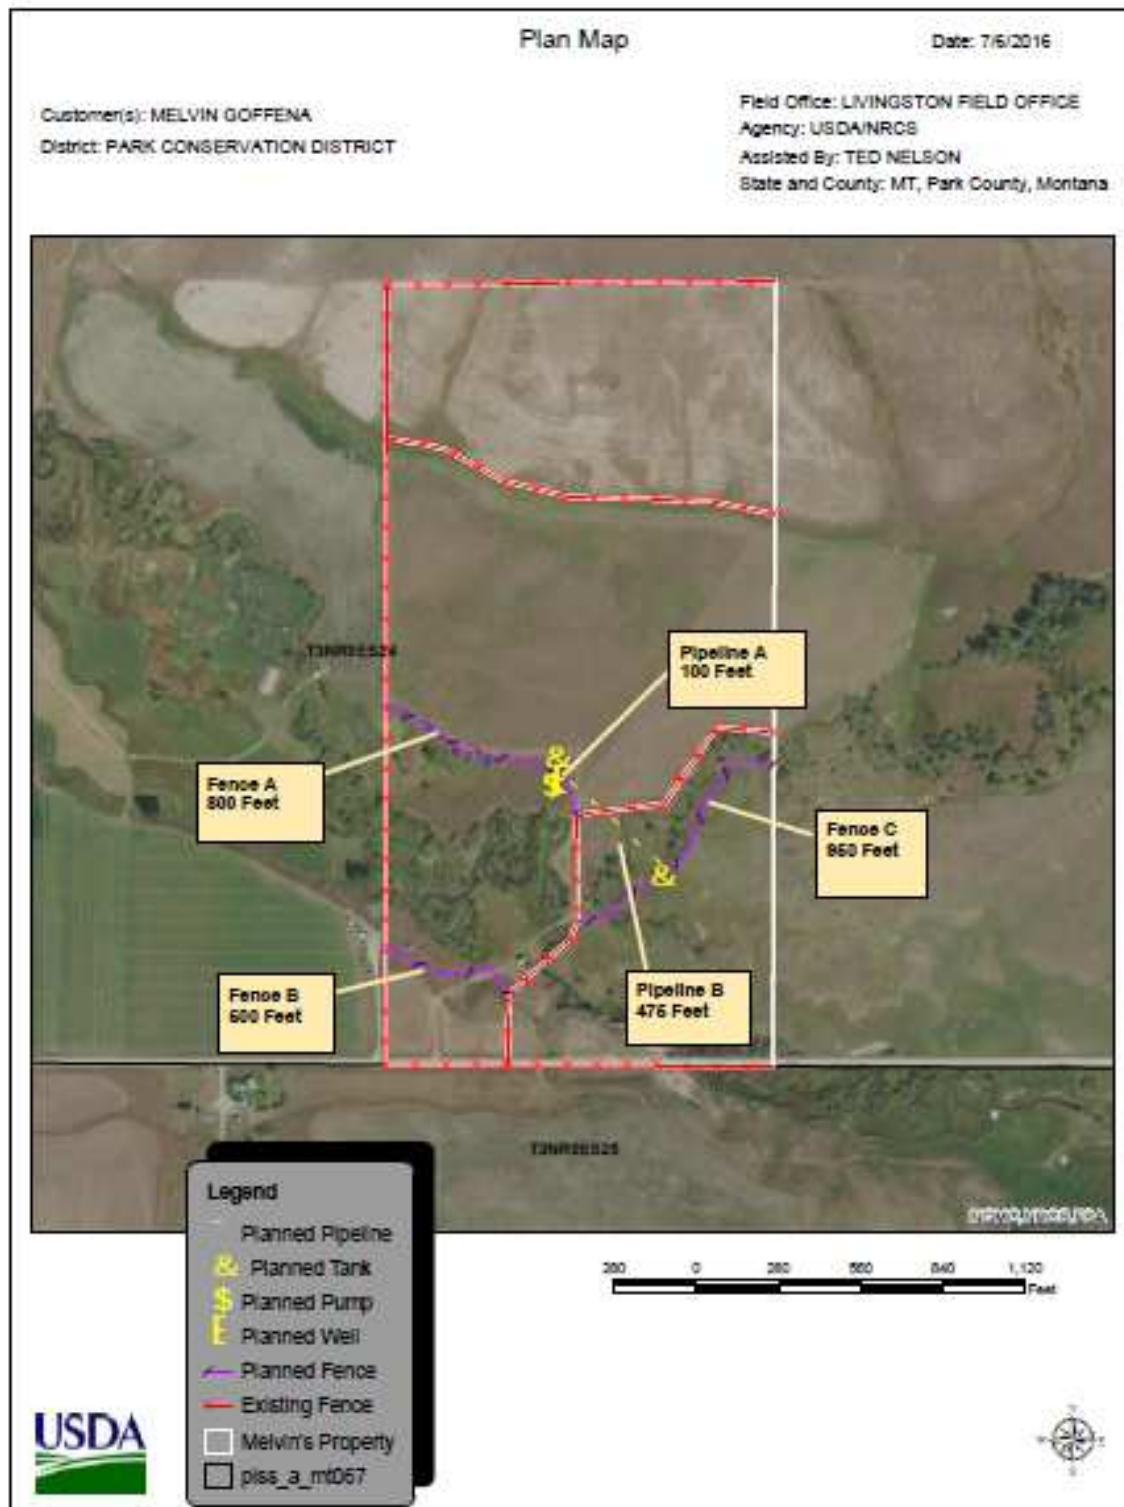 Plan Map
Date: 7/6/2016
Customer(s): MELVIN GOFFENA
District: PARK CONSERVATION DISTRICT
Field Office: LIVINGSTON FIELD OFFICE
Agency: USDA/NRCS
Assisted By: TED NELSON
State and County: MT, Park County, Montana
Pipeline A
100 Feet
&
$
Fence A
800 Feet
Fence C
950 Feet
&
Fence B
500 Feet
Pipeline B
475 Feet
Legend
Planned Pipeline
& Planned Tank
$ Planned Pump
E Planned Well
Planned Fence
Existing Fence
Melvin's Property
plss_a_mt067
280 0 280 560 840 1,120
Feet
USDA